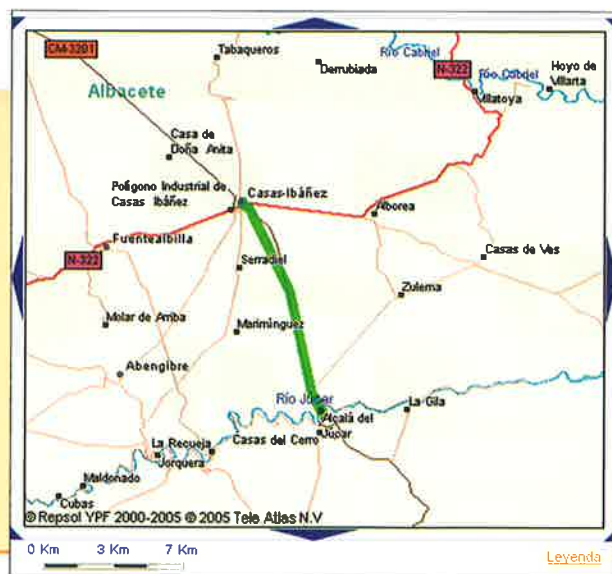 CM-3201
Tabaqueros
Derrubiada
Río Cabriel
N-322
Río Cabriel
Hoyo de
Villarta
Villatoya
Albacete
Casa de
Doña Anita
Polígono Industrial de
Casas Ibáñez
Casas-Ibáñez
Alborea
Fuentealbilla
N-322
Serradiel
Casas de Ves
Zulema
Molar de Arriba
Marimínguez
Abengibre
Río Júcar
Alcalá del
Júcar
La Gila
Casas del Cerro
La Recueja
Jorquera
Maldonado
Cubas
© Repsol YPF 2000-2005 © 2005 Tele Atlas N.V
0 Km 3 Km 7 Km
Leyenda